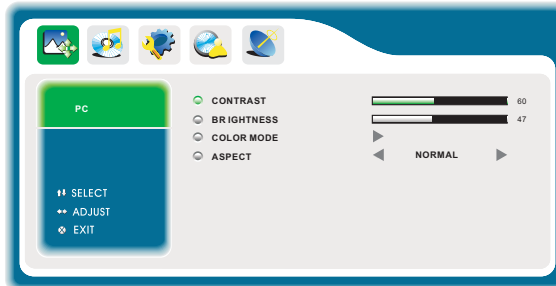 PC
SELECT
ADJUST
EXIT
CONTRAST 60
BR IGHTNESS 47
COLOR MODE
ASPECT NORMAL